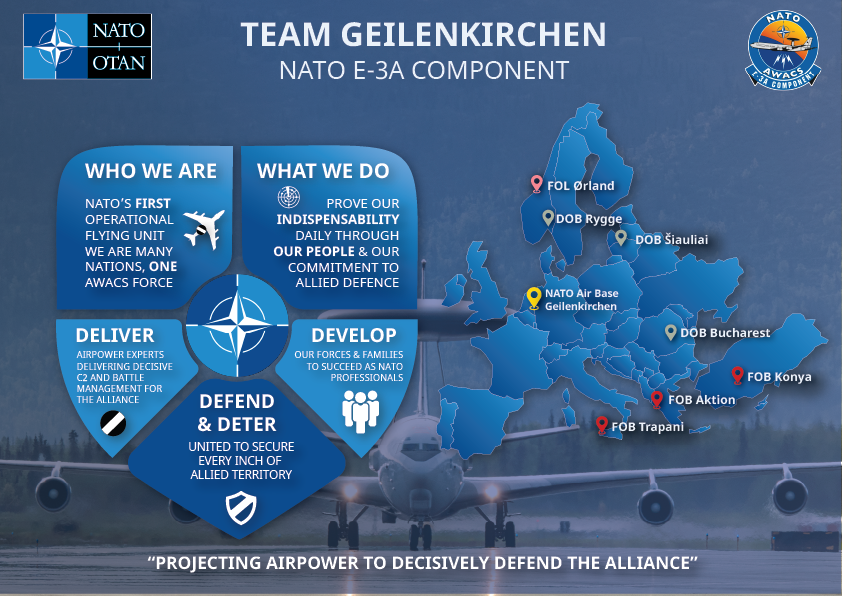 NATO
OTAN
TEAM GEILENKIRCHEN
NATO E-3A COMPONENT
NATO
AWACS
E-3A COMPONENT
WHO WE ARE
NATO'S FIRST
OPERATIONAL
FLYING UNIT
WE ARE MANY
NATIONS, ONE
AWACS FORCE
WHAT WE DO
PROVE OUR
INDISPENSABILITY
DAILY THROUGH
OUR PEOPLE & OUR
COMMITMENT TO
ALLIED DEFENCE
DELIVER
AIRPOWER EXPERTS
DELIVERING DECISIVE
C2 AND BATTLE
MANAGEMENT FOR
THE ALLIANCE
DEVELOP
OUR FORCES & FAMILIES
TO SUCCEED AS NATO
PROFESSIONALS
DEFEND
& DETER
UNITED TO SECURE
EVERY INCH OF
ALLIED TERRITORY
FOL Ørland
DOB Rygge
DOB Šiauliai
NATO Air Base
Geilenkirchen
DOB Bucharest
FOB Konya
FOB Aktion
FOB Trapani
“PROJECTING AIRPOWER TO DECISIVELY DEFEND THE ALLIANCE”